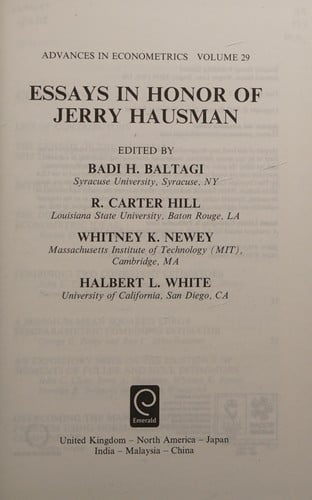 ADVANCES IN ECONOMETRICS VOLUME 29
ESSAYS IN HONOR OF
JERRY HAUSMAN
EDITED BY
BADI H. BALTAGI
Syracuse University, Syracuse, NY
R. CARTER HILL
Louisiana State University, Baton Rouge, LA
WHITNEY K. NEWEY
Massachusetts Institute of Technology (MIT),
Cambridge, MA
HALBERT L. WHITE
University of California, San Diego, CA
Emerald
United Kingdom – North America – Japan
India – Malaysia – China